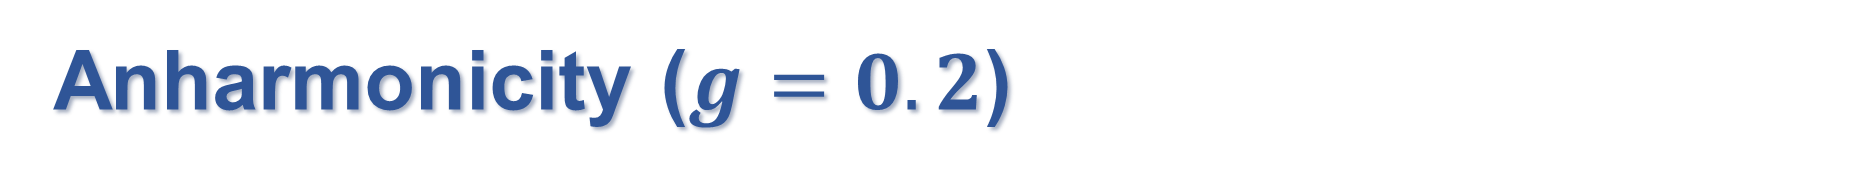 Anharmonicity (g = 0.2)